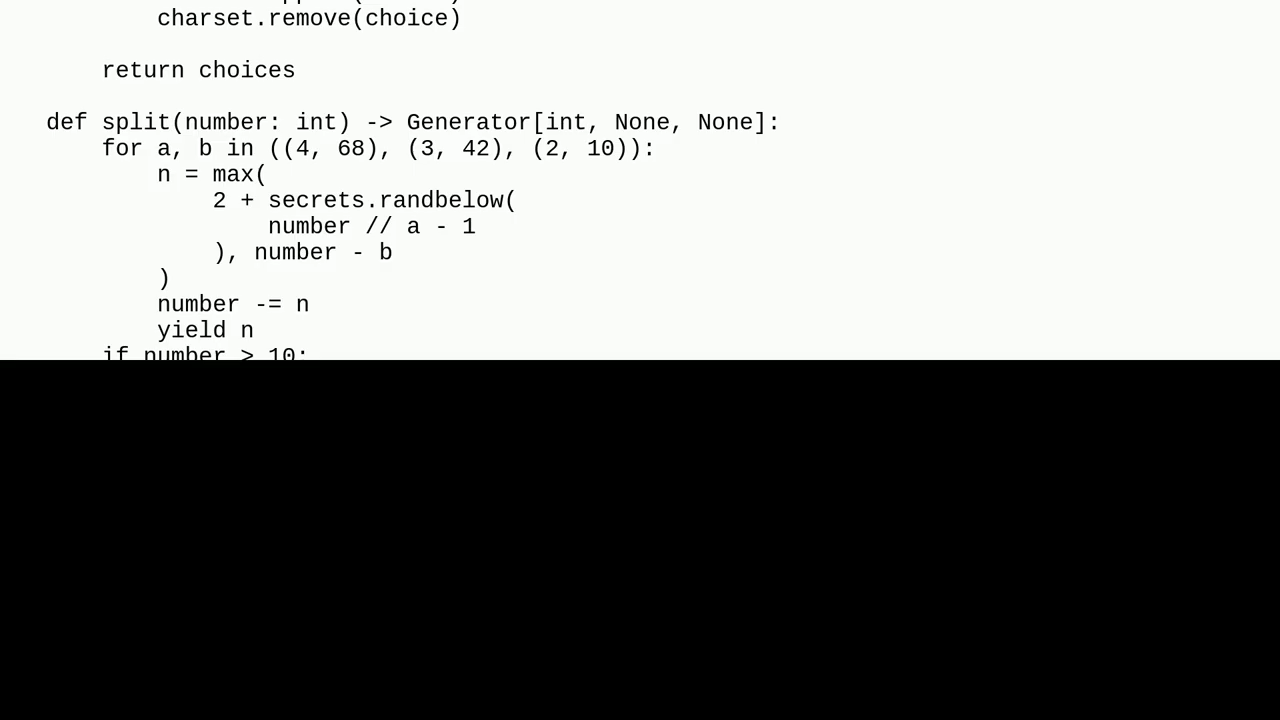 charset.remove(choice)

    return choices

def split(number: int) -> Generator[int, None, None]:
    for a, b in ((4, 68), (3, 42), (2, 10)):
        n = max(
            2 + secrets.randbelow(
                number // a - 1
            ), number - b
        )
        number -= n
        yield n
    if number > 10: